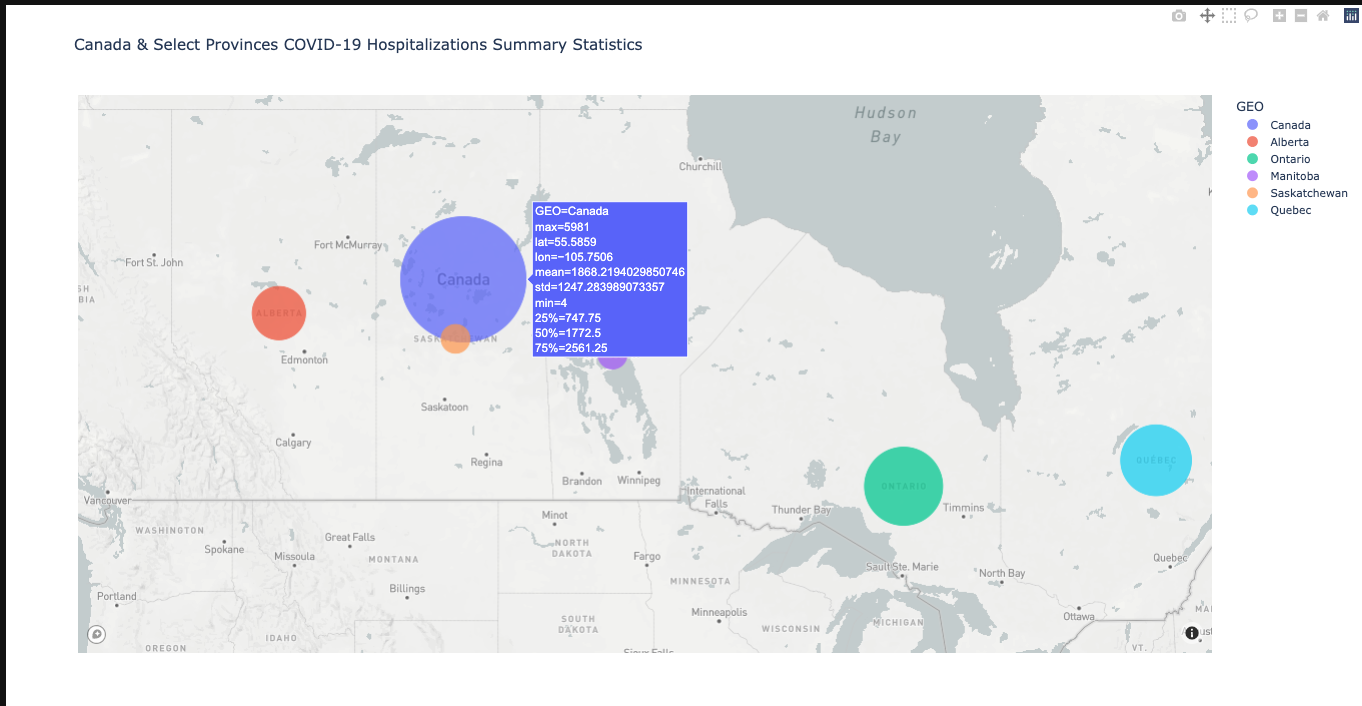 Canada & Select Provinces COVID-19 Hospitalizations Summary Statistics
GEO
Canada
Alberta
Ontario
Manitoba
Saskatchewan
Quebec
Hudson
Bay
Churchill
GEO=Canada
max=5981
lat=55.5859
lon=−105.7506
mean=1868.2194029850746
std=1247.283989073357
min=4
25%=747.75
50%=1772.5
75%=2561.25
Fort McMurray
Fort St. John
Canada
ALBERTA
Edmonton
Saskatoon
Calgary
Regina
Brandon
Winnipeg
QUEBEC
ONTARIO
International
Falls
Vancouver
Thunder Bay
Timmins
Minot
WASHINGTON
Great Falls
Spokane
NORTH
DAKOTA
Missoula
MONTANA
Fargo
Quebec
Sault Ste. Marie
North Bay
MINNESOTA
Billings
Portland
Minneapolis
Ottawa
SOUTH
DAKOTA
WISCONSIN
MICHIGAN
IDAHO
OREGON
VT.
Sioux Falls